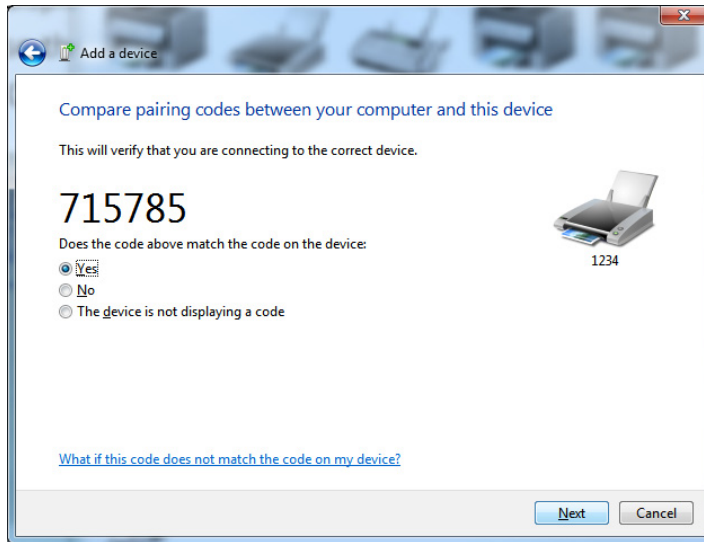 Add a device
Compare pairing codes between your computer and this device
This will verify that you are connecting to the correct device.
715785
Does the code above match the code on the device:
Yes
No
The device is not displaying a code
1234
What if this code does not match the code on my device?
Next
Cancel